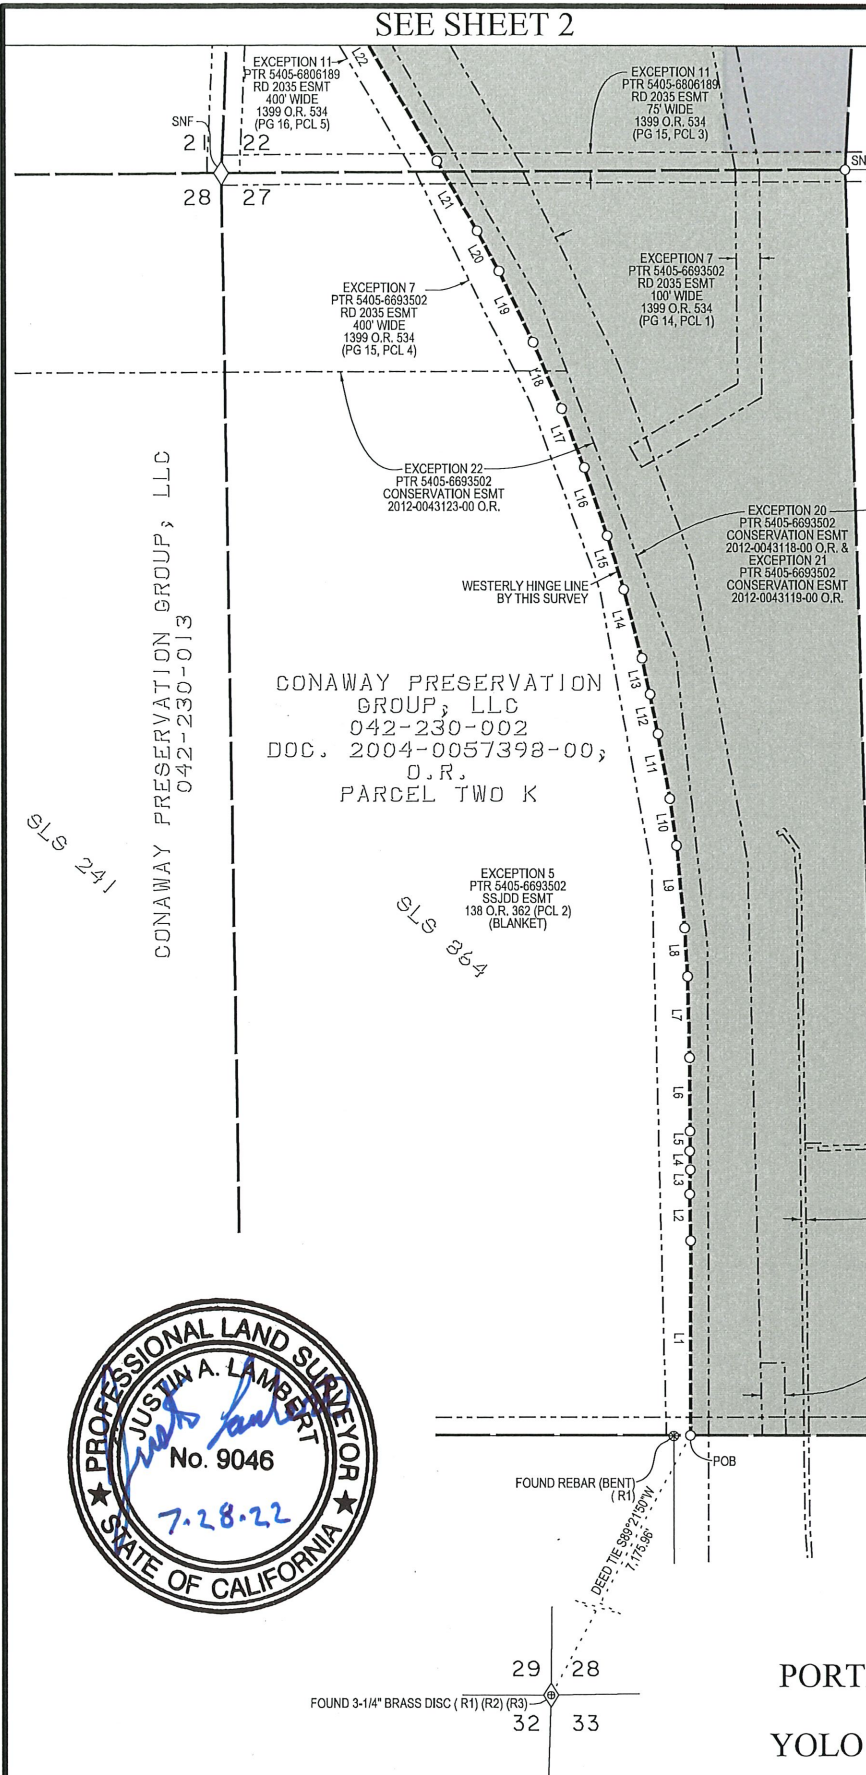 SEE SHEET 2
EXCEPTION 11
PTR 5405-6806189
RD 2035 ESMT
400' WIDE
1399 O.R. 534
(PG 16, PCL 5)
L22
EXCEPTION 11
PTR 5405-6806189
RD 2035 ESMT
75' WIDE
1399 O.R. 534
(PG 15, PCL 3)
SNF
21 22
28 27
SN
L21
L20
L19
L18
L17
L16
L15
L14
L13
L12
L11
L10
L9
L8
L7
L6
L5
L4
L3
L2
L1
EXCEPTION 7
PTR 5405-6693502
RD 2035 ESMT
100' WIDE
1399 O.R. 534
(PG 14, PCL 1)
EXCEPTION 7
PTR 5405-6693502
RD 2035 ESMT
400' WIDE
1399 O.R. 534
(PG 15, PCL 4)
EXCEPTION 22
PTR 5405-6693502
CONSERVATION ESMT
2012-0043123-00 O.R.
EXCEPTION 20
PTR 5405-6693502
CONSERVATION ESMT
2012-0043118-00 O.R. &
EXCEPTION 21
PTR 5405-6693502
CONSERVATION ESMT
2012-0043119-00 O.R.
WESTERLY HINGE LINE
BY THIS SURVEY
CONAWAY PRESERVATION GROUP, LLC
042-230-013
CONAWAY PRESERVATION
GROUP, LLC
042-230-002
DOC. 2004-0057398-00,
O.R.
PARCEL TWO K
SLS 241
SLS 864
EXCEPTION 5
PTR 5405-6693502
SSJDD ESMT
138 O.R. 362 (PCL 2)
(BLANKET)
PROFESSIONAL LAND SURVEYOR
JUSTIN A. LAMBERT
No. 9046
7.28.22
STATE OF CALIFORNIA
POB
FOUND REBAR (BENT)
(R1)
DEED TIE S89°21'50"W
7,175.96'
29 28
FOUND 3-1/4" BRASS DISC (R1) (R2) (R3)
32 33
PORT
YOLO